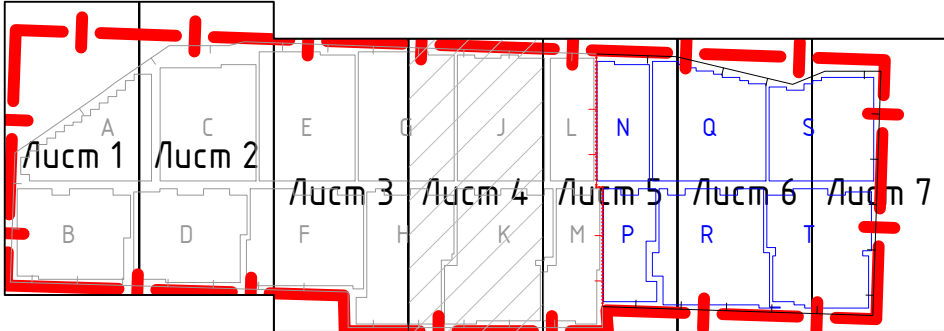 A C E G J L N Q S
Лист 1 Лист 2 Лист 3 Лист 4 Лист 5 Лист 6 Лист 7
B D F H K M P R T